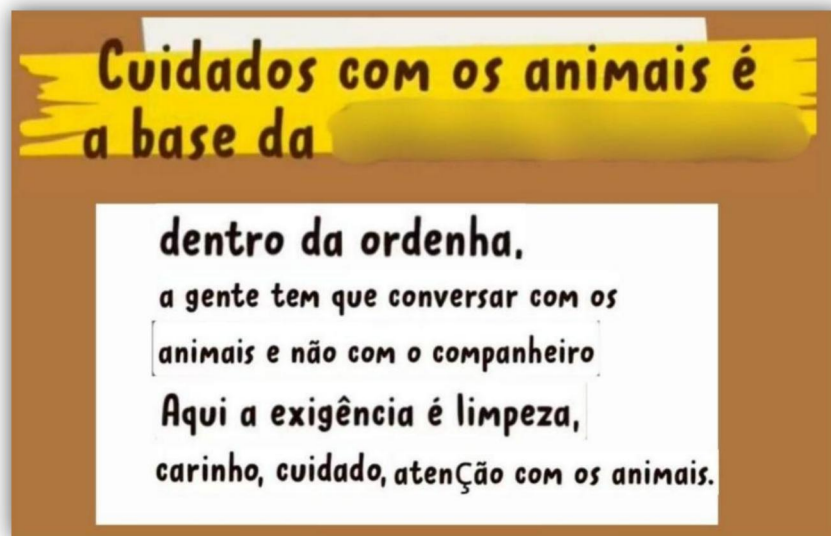 Cuidados com os animais é
a base da
dentro da ordenha,
a gente tem que conversar com os
animais e não com o companheiro
Aqui a exigência é limpeza,
carinho, cuidado, atenÇão com os animais.